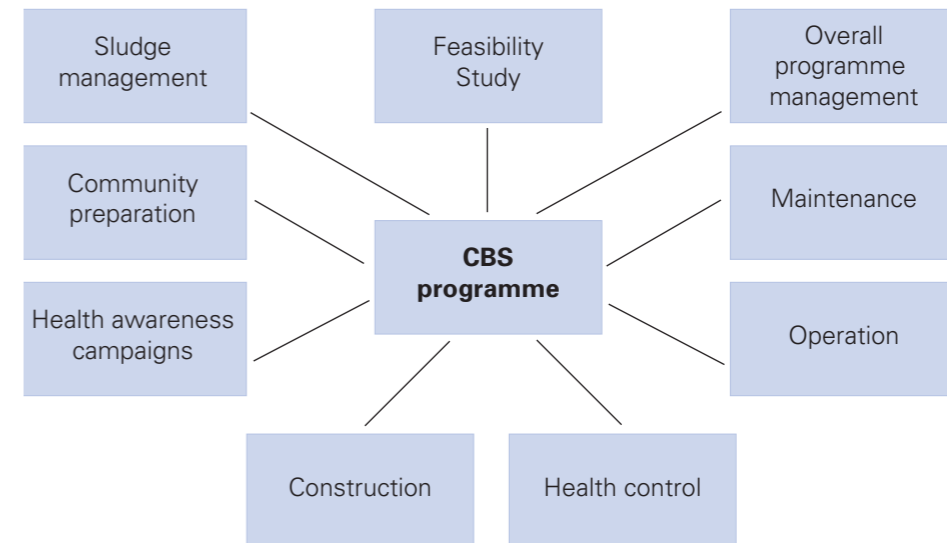 Sludge
management
Feasibility
Study
Overall
programme
management
Community
preparation
CBS
programme
Maintenance
Health awareness
campaigns
Operation
Construction
Health control